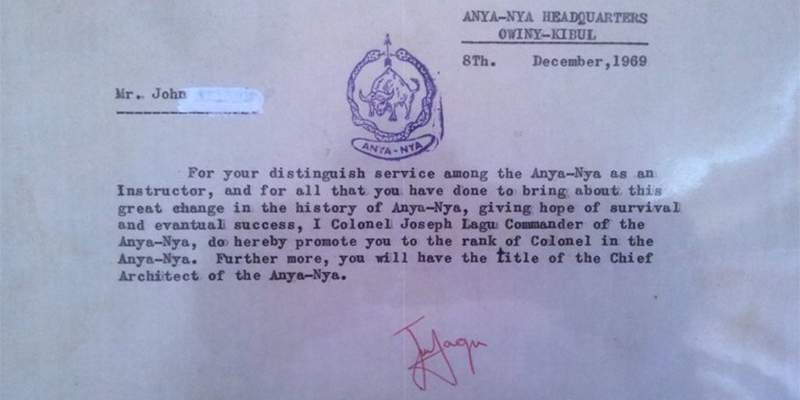 ANYA-NYA HEADQUARTERS
OWINY-KIBUL
8Th. December,1969
Mr. John
ANYA-NYA
For your distinguish service among the Anya-Nya as an
Instructor, and for all that you have done to bring about this
great change in the history of Anya-Nya, giving hope of survival
and evantual success, I Colonel Joseph Lagu Commander of the
Anya-Nya, do hereby promote you to the rank of Colonel in the
Anya-Nya. Further more, you will have the title of the Chief
Architect of the Anya-Nya.